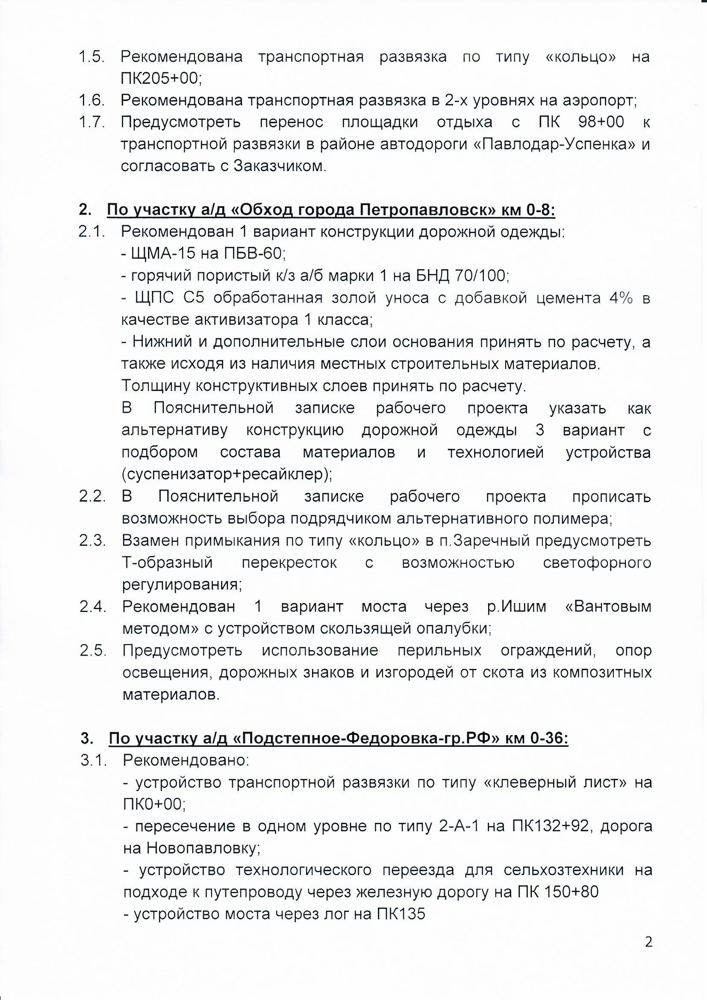 1.5. Рекомендована транспортная развязка по типу «кольцо» на
ПК205+00;
1.6. Рекомендована транспортная развязка в 2-х уровнях на аэропорт;
1.7. Предусмотреть перенос площадки отдыха с ПК 98+00 к
транспортной развязки в районе автодороги «Павлодар-Успенка» и
согласовать с Заказчиком.
2. По участку а/д «Обход города Петропавловск» км 0-8:
2.1. Рекомендован 1 вариант конструкции дорожной одежды:
- ЩМА-15 на ПБВ-60;
- горячий пористый к/з а/б марки 1 на БНД 70/100;
- ЩПС С5 обработанная золой уноса с добавкой цемента 4% в
качестве активизатора 1 класса;
- Нижний и дополнительные слои основания принять по расчету, а
также исходя из наличия местных строительных материалов.
Толщину конструктивных слоев принять по расчету.
В Пояснительной записке рабочего проекта указать как
альтернативу конструкцию дорожной одежды 3 вариант с
подбором состава материалов и технологией устройства
(суспенизатор+ресайклер);
2.2. В Пояснительной записке рабочего проекта прописать
возможность выбора подрядчиком альтернативного полимера;
2.3. Взамен примыкания по типу «кольцо» в п.Заречный предусмотреть
Т-образный перекресток с возможностью светофорного
регулирования;
2.4. Рекомендован 1 вариант моста через р.Ишим «Вантовым
методом» с устройством скользящей опалубки;
2.5. Предусмотреть использование перильных ограждений, опор
освещения, дорожных знаков и изгородей от скота из композитных
материалов.
3. По участку а/д «Подстепное-Федоровка-гр.РФ» км 0-36:
3.1. Рекомендовано:
- устройство транспортной развязки по типу «клеверный лист» на
ПК0+00;
- пересечение в одном уровне по типу 2-А-1 на ПК132+92, дорога
на Новопавловку;
- устройство технологического переезда для сельхозтехники на
подходе к путепроводу через железную дорогу на ПК 150+80
- устройство моста через лог на ПК135
2